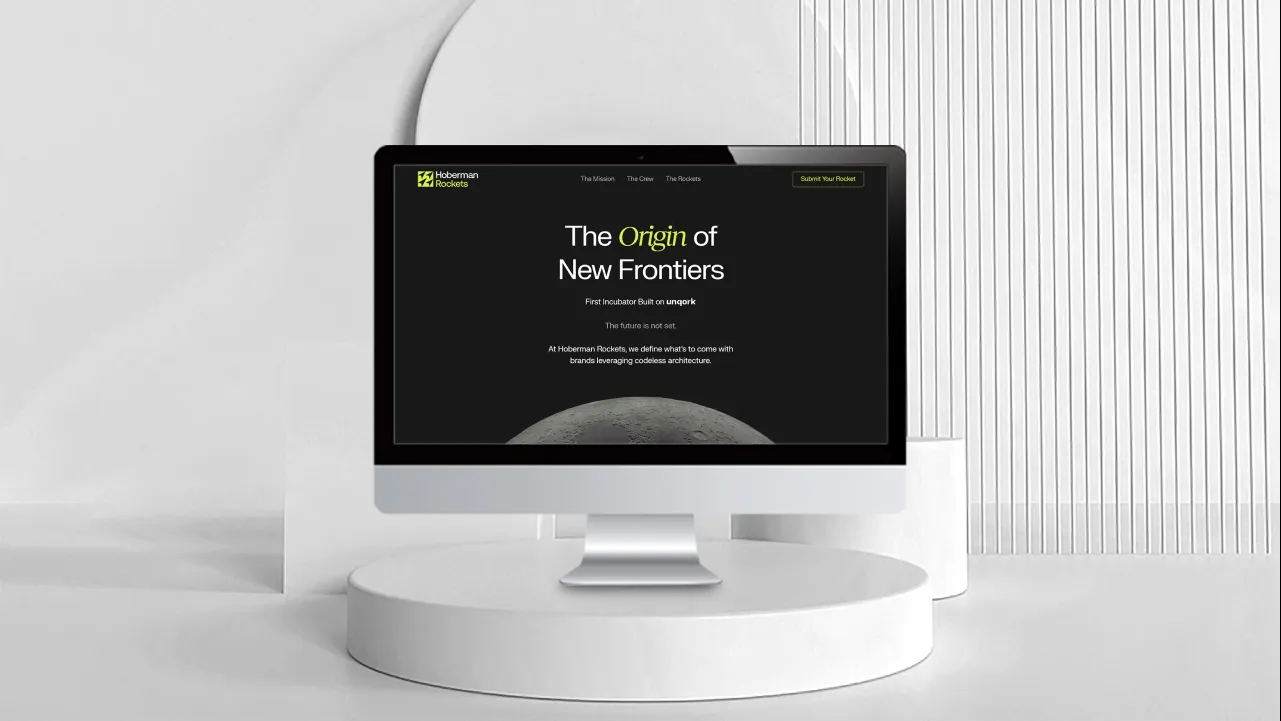 Hoberman
Rockets
The Mission
The Crew
The Rockets
Submit Your Rocket
The Origin of
New Frontiers
First Incubator Built on unqork
The future is not set.
At Hoberman Rockets, we define what's to come with
brands leveraging codeless architecture.